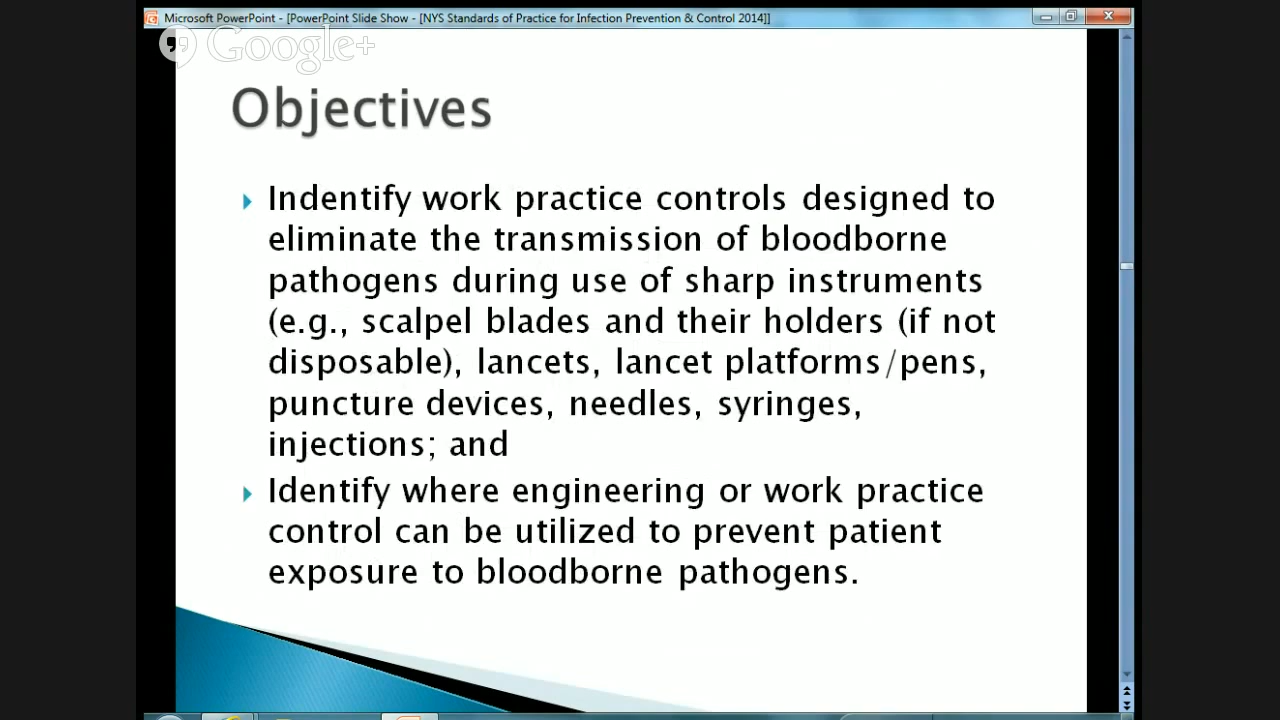 Microsoft PowerPoint - [PowerPoint Slide Show - [NYS Standards of Practice for Infection Prevention & Control 2014]]
Google+
Objectives
Indentify work practice controls designed to
eliminate the transmission of bloodborne
pathogens during use of sharp instruments
(e.g., scalpel blades and their holders (if not
disposable), lancets, lancet platforms/pens,
puncture devices, needles, syringes,
injections; and
Identify where engineering or work practice
control can be utilized to prevent patient
exposure to bloodborne pathogens.